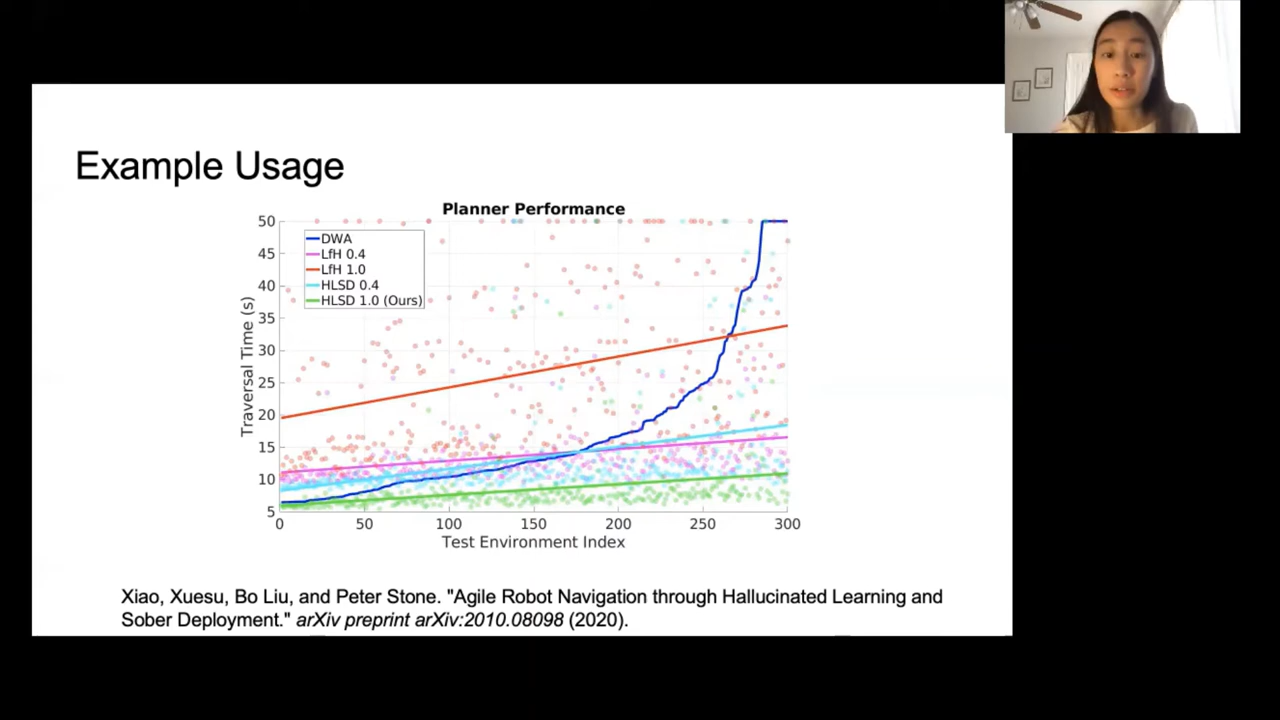 Example Usage
Planner Performance
50
45
40
35
30
25
20
15
10
5
Traversal Time (s)
DWA
LfH 0.4
LfH 1.0
HLSD 0.4
HLSD 1.0 (Ours)
0 50 100 150 200 250 300
Test Environment Index
Xiao, Xuesu, Bo Liu, and Peter Stone. "Agile Robot Navigation through Hallucinated Learning and
Sober Deployment." arXiv preprint arXiv:2010.08098 (2020).